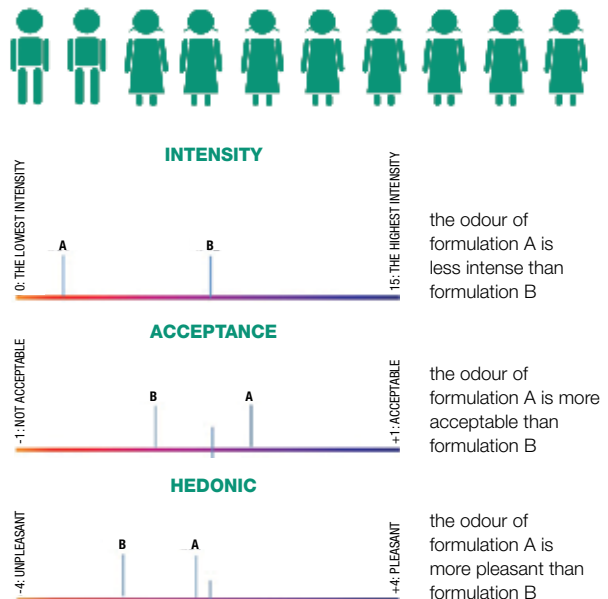 INTENSITY
0: THE LOWEST INTENSITY
A
B
15: THE HIGHEST INTENSITY
the odour of
formulation A is
less intense than
formulation B
ACCEPTANCE
-1: NOT ACCEPTABLE
B
A
+1: ACCEPTABLE
the odour of
formulation A is more
acceptable than
formulation B
HEDONIC
-4: UNPLEASANT
B
A
+4: PLEASANT
the odour of
formulation A is
more pleasant than
formulation B